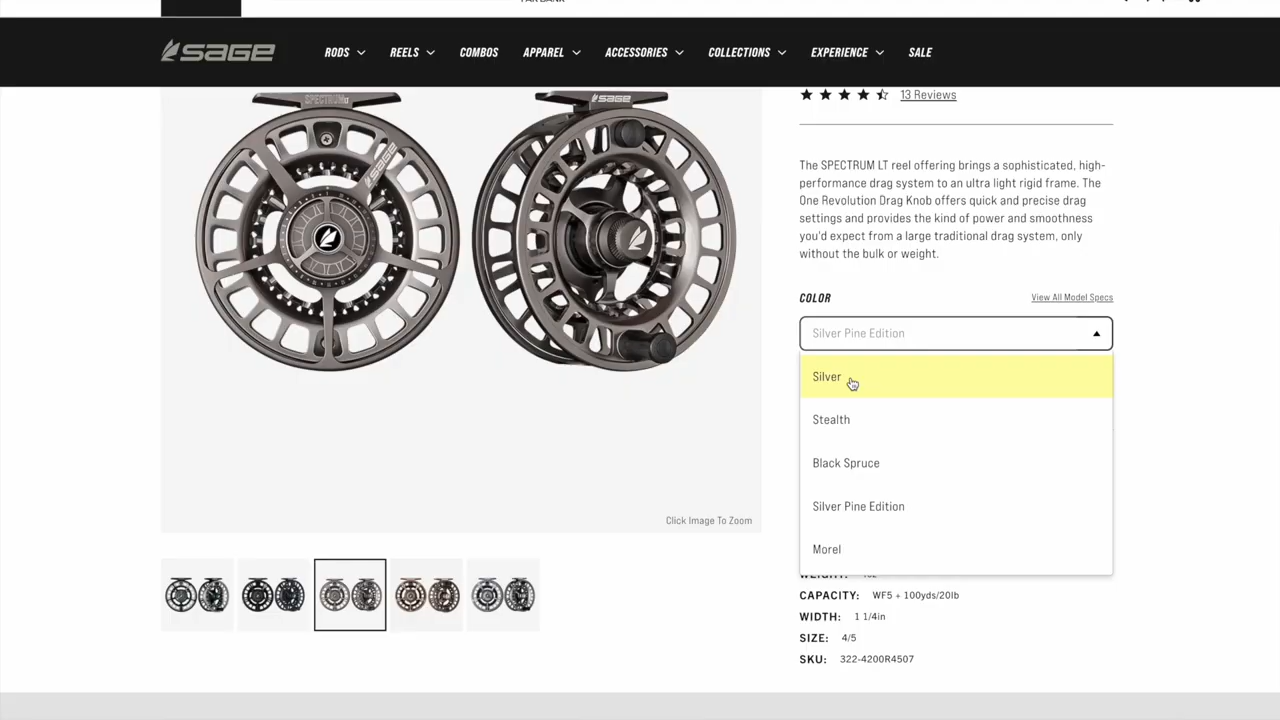 SAGE
RODS
REELS
COMBOS
APPAREL
ACCESSORIES
COLLECTIONS
EXPERIENCE
SALE
SPECTRUM
SAGE
SAGE
13 Reviews
The SPECTRUM LT reel offering brings a sophisticated, high-
performance drag system to an ultra light rigid frame. The
One Revolution Drag Knob offers quick and precise drag
settings and provides the kind of power and smoothness
you'd expect from a large traditional drag system, only
without the bulk or weight.
COLOR
View All Model Specs
Silver Pine Edition
Silver
Stealth
Black Spruce
Silver Pine Edition
Morel
Click Image To Zoom
WEIGHT:
CAPACITY: WF5 + 100yds/20lb
WIDTH: 1 1/4in
SIZE: 4/5
SKU: 322-4200R4507